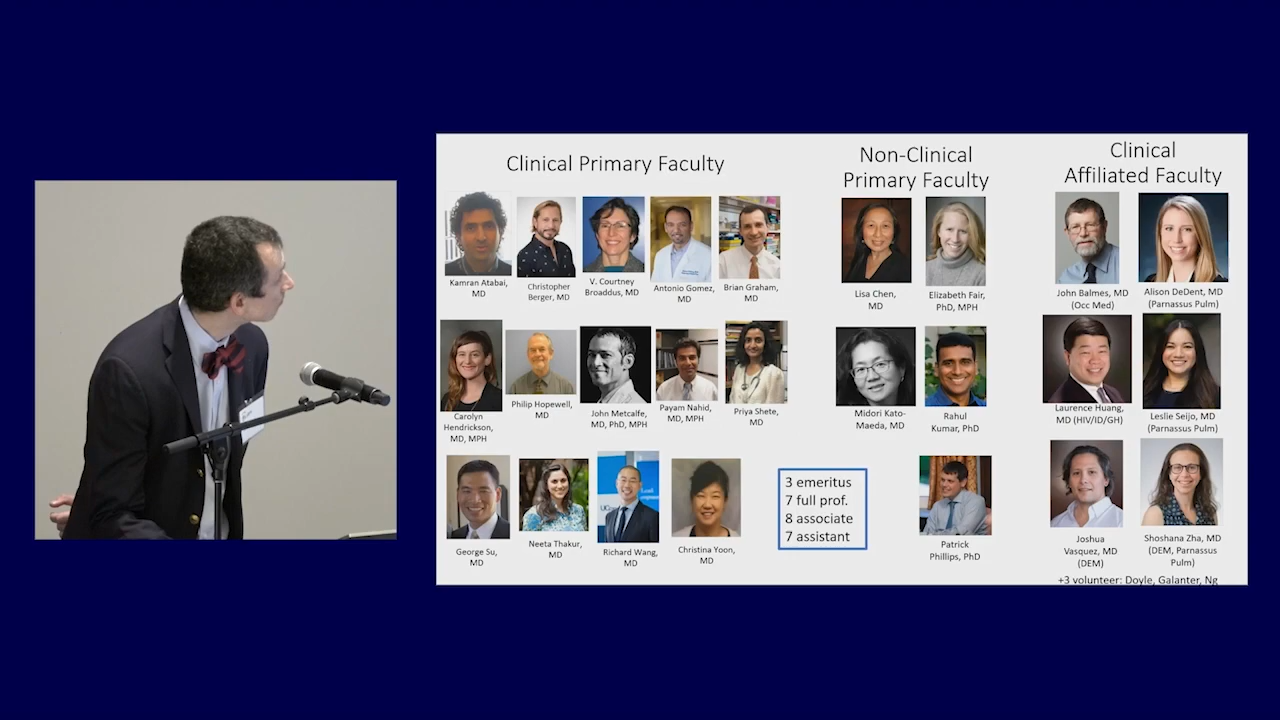 Clinical Primary Faculty
Kamran Atabai,
MD
Christopher
Berger, MD
V. Courtney
Broaddus, MD
Antonio Gomez,
MD
Brian Graham,
MD
Carolyn
Hendrickson,
MD, MPH
Philip Hopewell,
MD
John Metcalfe,
MD, PhD, MPH
Payam Nahid,
MD, MPH
Priya Shete,
MD
George Su,
MD
Neeta Thakur,
MD
Richard Wang,
MD
Christina Yoon,
MD
3 emeritus
7 full prof.
8 associate
7 assistant
Non-Clinical
Primary Faculty
Lisa Chen,
MD
Elizabeth Fair,
PhD, MPH
Midori Kato-
Maeda, MD
Rahul
Kumar, PhD
Patrick
Phillips, PhD
Clinical
Affiliated Faculty
John Balmes, MD
(Occ Med)
Alison DeDent, MD
(Parnassus Pulm)
Laurence Huang,
MD (HIV/ID/GH)
Leslie Seijo, MD
(Parnassus Pulm)
Joshua
Vasquez, MD
(DEM)
Shoshana Zha, MD
(DEM, Parnassus
Pulm)
+3 volunteer: Doyle, Galanter, Ng